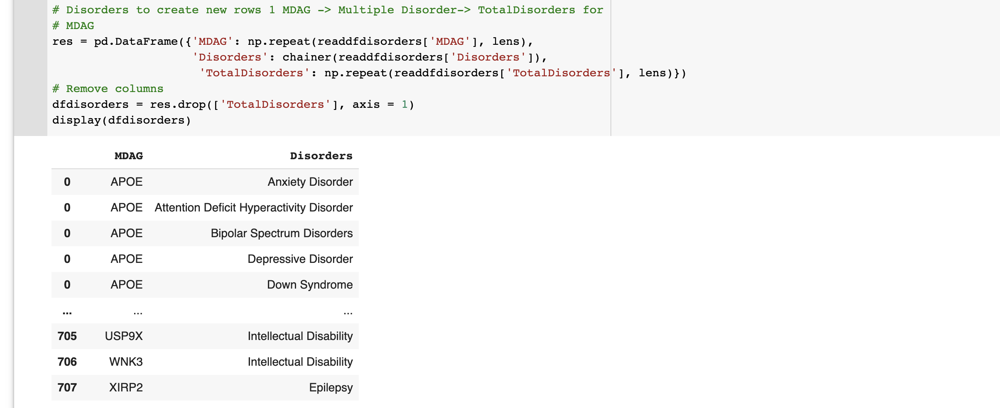 # Disorders to create new rows 1 MDAG -> Multiple Disorder-> TotalDisorders for
# MDAG
res = pd.DataFrame({'MDAG': np.repeat(readdfdisorders['MDAG'], lens),
'Disorders': chainer(readdfdisorders['Disorders']),
'TotalDisorders': np.repeat(readdfdisorders['TotalDisorders'], lens)})
# Remove columns
dfdisorders = res.drop(['TotalDisorders'], axis = 1)
display(dfdisorders)
MDAG Disorders
0 APOE Anxiety Disorder
0 APOE Attention Deficit Hyperactivity Disorder
0 APOE Bipolar Spectrum Disorders
0 APOE Depressive Disorder
0 APOE Down Syndrome
... ... ...
705 USP9X Intellectual Disability
706 WNK3 Intellectual Disability
707 XIRP2 Epilepsy